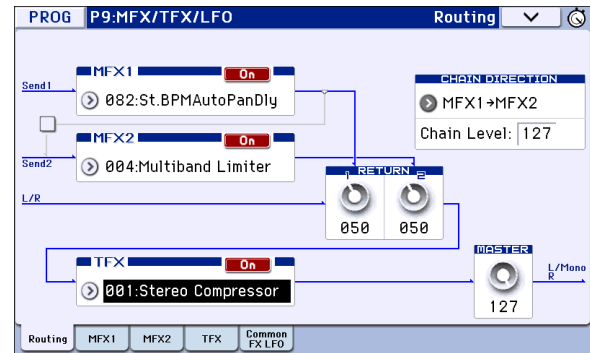 PROG P9:MFX/TFX/LFO Routing
MFX1 On
Send1
082:St.BPMAutoPanDly
CHAIN DIRECTION
MFX1→MFX2
Chain Level: 127
MFX2 On
Send2
004:Multiband Limiter
L/R
1 RETURN 2
050 050
TFX On
001:Stereo Compressor
MASTER
127
L/Mono
R
Routing MFX1 MFX2 TFX Common
FX LFO